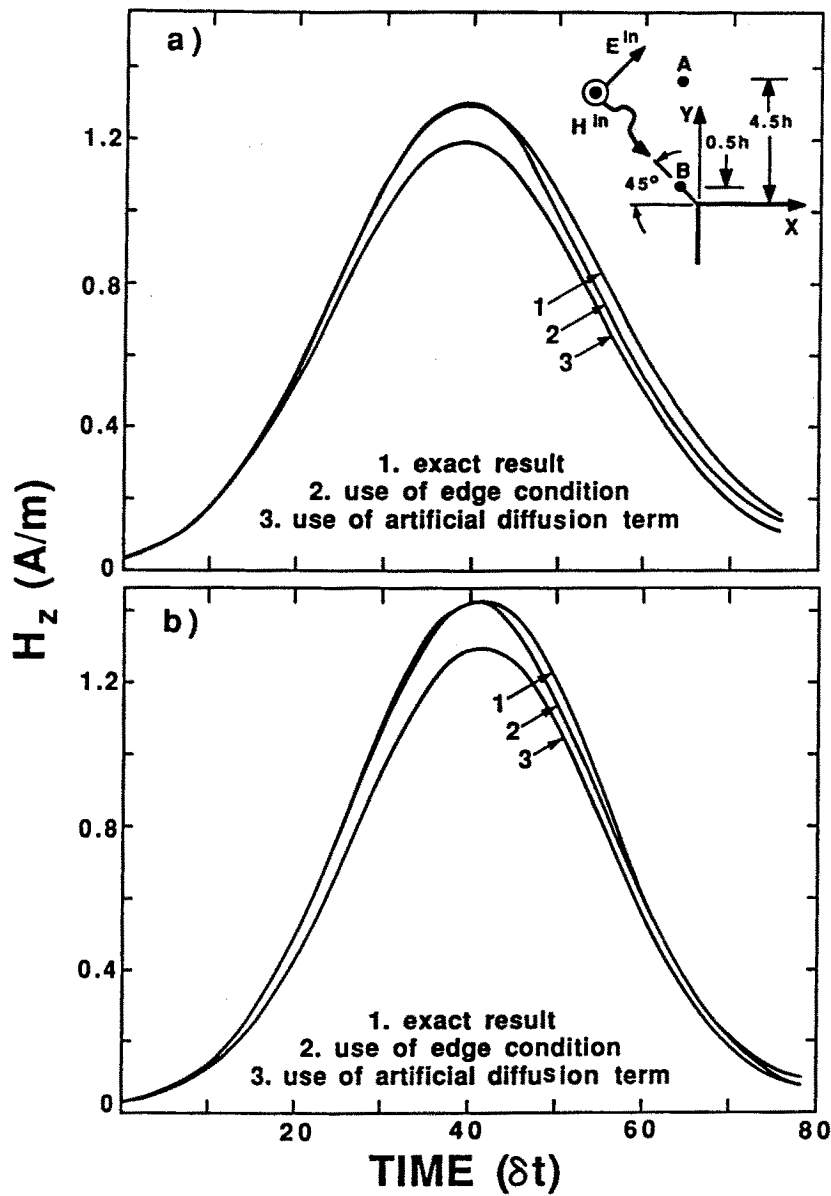 a)
E in
A
H in
Y
4.5h
0.5h
B
45°
X
1.2
0.8
0.4
0
1
2
3
1. exact result
2. use of edge condition
3. use of artificial diffusion term
H z (A/m)
b)
1.2
0.8
0.4
0
1
2
3
1. exact result
2. use of edge condition
3. use of artificial diffusion term
20 40 60 80
TIME (δt)